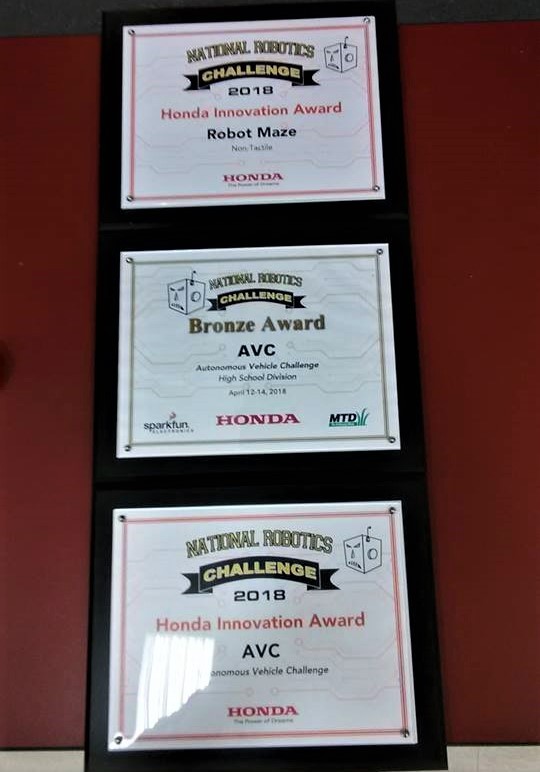 NATIONAL ROBOTICS
CHALLENGE
2018
Honda Innovation Award
Robot Maze
Non-Tactile
HONDA
The Power of Dreams
NATIONAL ROBOTICS
CHALLENGE
Bronze Award
AVC
Autonomous Vehicle Challenge
High School Division
April 12-14, 2018
sparkfun
ELECTRONICS
HONDA
MTD
NATIONAL ROBOTICS
CHALLENGE
2018
Honda Innovation Award
AVC
onomous Vehicle Challenge
HONDA
The Power of Dreams